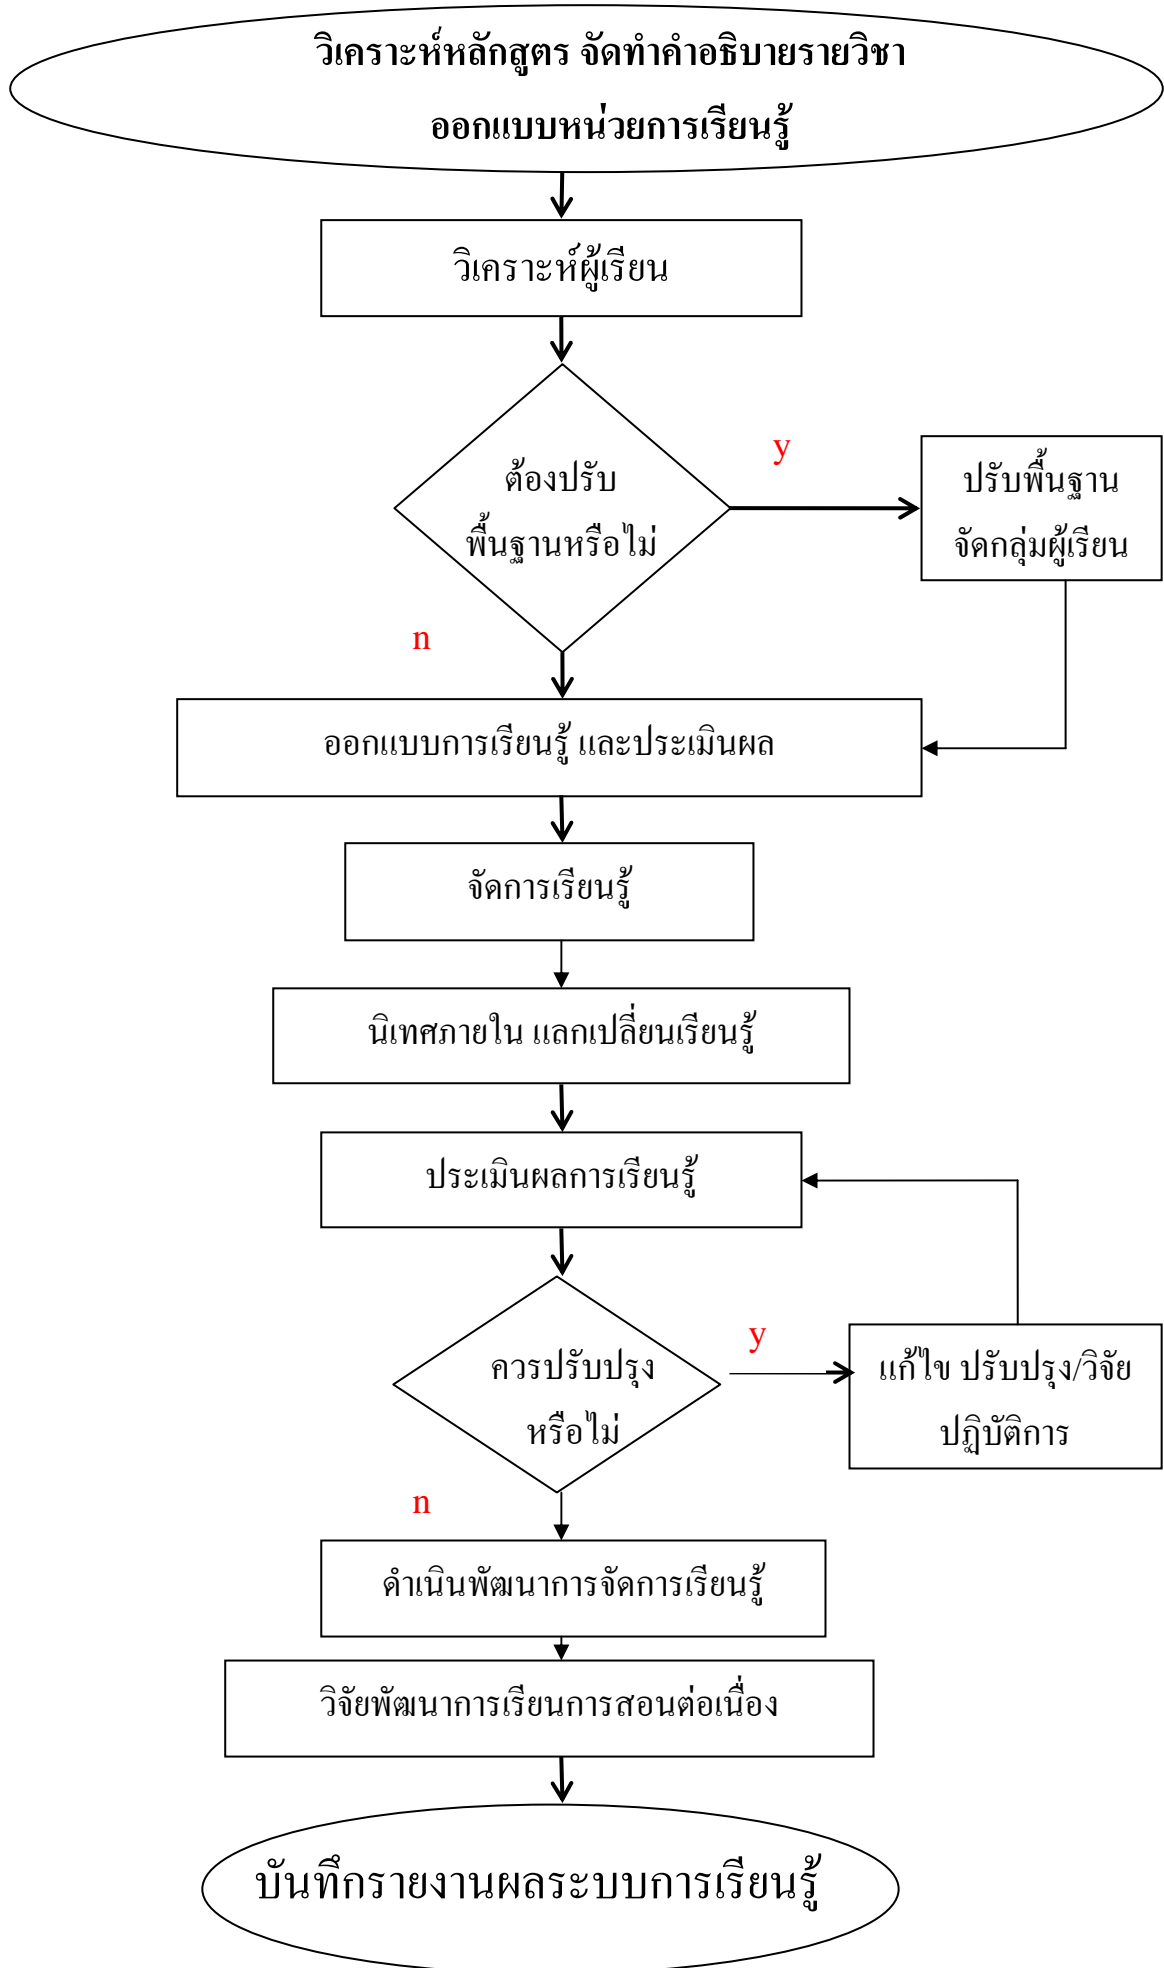 วิเคราะห์หลักสูตร จัดทำคำอธิบายรายวิชา
ออกแบบหน่วยการเรียนรู้
วิเคราะห์ผู้เรียน
ต้องปรับ
พื้นฐานหรือไม่
y
ปรับพื้นฐาน
จัดกลุ่มผู้เรียน
n
ออกแบบการเรียนรู้ และประเมินผล
จัดการเรียนรู้
นิเทศภายใน แลกเปลี่ยนเรียนรู้
ประเมินผลการเรียนรู้
ควรปรับปรุง
หรือไม่
y
แก้ไข ปรับปรุง/วิจัย
ปฏิบัติการ
n
ดำเนินพัฒนาการจัดการเรียนรู้
วิจัยพัฒนาการเรียนการสอนต่อเนื่อง
บันทึกรายงานผลระบบการเรียนรู้